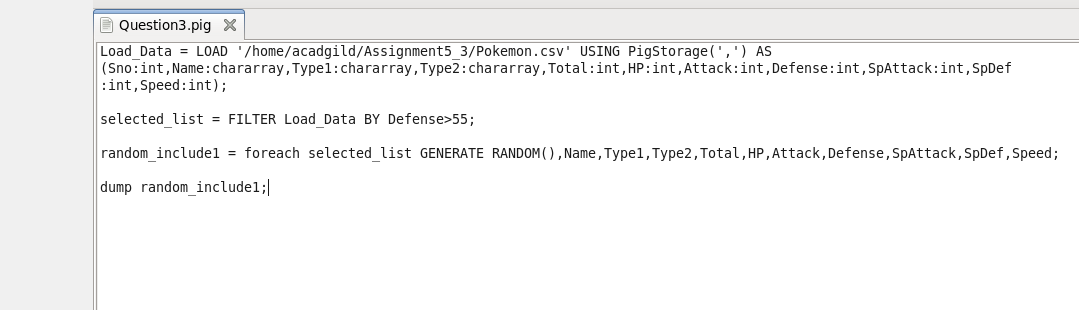 Question3.pig
Load_Data = LOAD '/home/acadgild/Assignment5_3/Pokemon.csv' USING PigStorage(',') AS
(Sno:int,Name:chararray,Type1:chararray,Type2:chararray,Total:int,HP:int,Attack:int,Defense:int,SpAttack:int,SpDef
:int,Speed:int);
selected_list = FILTER Load_Data BY Defense>55;
random_include1 = foreach selected_list GENERATE RANDOM(),Name,Type1,Type2,Total,HP,Attack,Defense,SpAttack,SpDef,Speed;
dump random_include1;